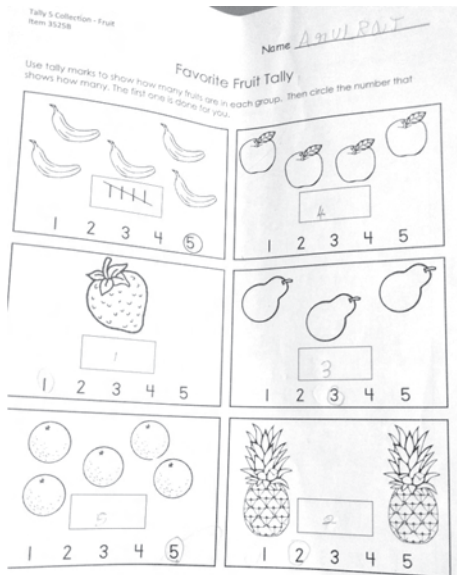 Tally 5 Collection - Fruit
Item 3525B
Name
Favorite Fruit Tally
Use tally marks to show how many fruits are in each group. Then circle the number that
shows how many. The first one is done for you.
1 2 3 4 5
4
1 2 3 4 5
1
1 2 3 4 5
3
1 2 3 4 5
5
1 2 3 4 5
2
1 2 3 4 5